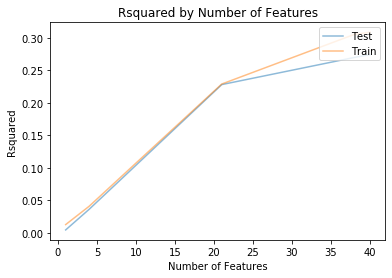 Rsquared by Number of Features
Test
Train
Rsquared
0.30
0.25
0.20
0.15
0.10
0.05
0.00
0 5 10 15 20 25 30 35 40
Number of Features